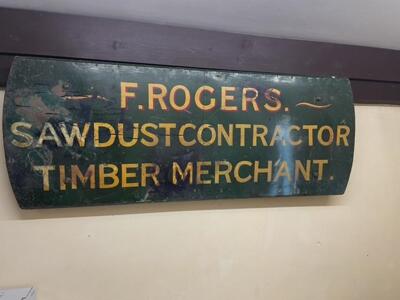 F. ROGERS.
SAWDUST CONTRACTOR
TIMBER MERCHANT.